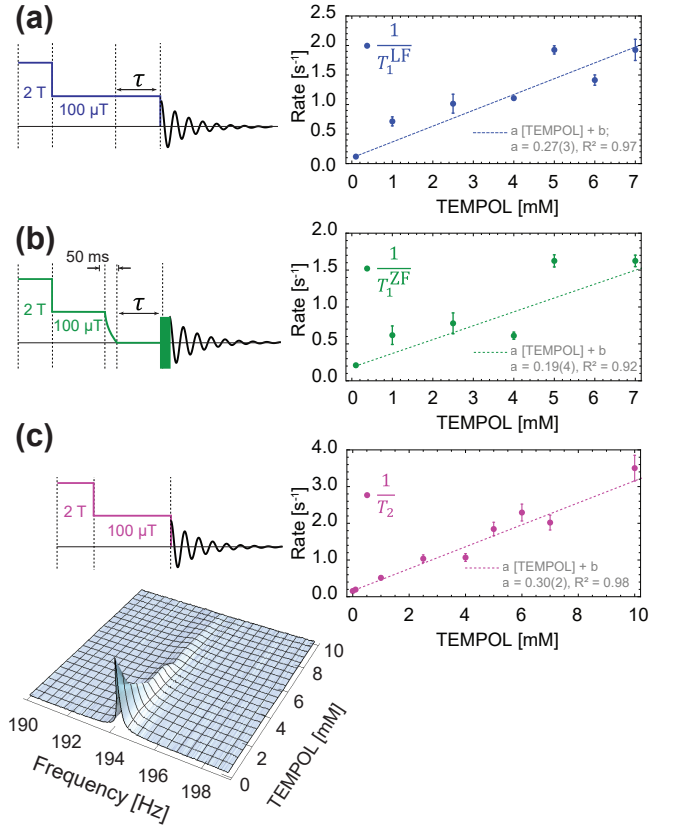 (a)
2 T
100 µT
τ
Rate [s⁻¹]
2.5
2.0
1.5
1.0
0.5
0.0
1
T₁ᴸᶠ
a [TEMPOL] + b;
a = 0.27(3), R² = 0.97
1 2 3 4 5 6 7
TEMPOL [mM]
(b)
50 ms
2 T
100 µT
τ
Rate [s⁻¹]
2.0
1.5
1.0
0.5
0.0
1
T₁ᶻᶠ
a [TEMPOL] + b
a = 0.19(4), R² = 0.92
0 1 2 3 4 5 6 7
TEMPOL [mM]
(c)
2 T
100 µT
Rate [s⁻¹]
4.0
3.0
2.0
1.0
0.0
1
T₂
a [TEMPOL] + b
a = 0.30(2), R² = 0.98
0 2 4 6 8 10
TEMPOL [mM]
190 192 194 196 198
Frequency [Hz]
0 2 4 6 8 10
TEMPOL [mM]